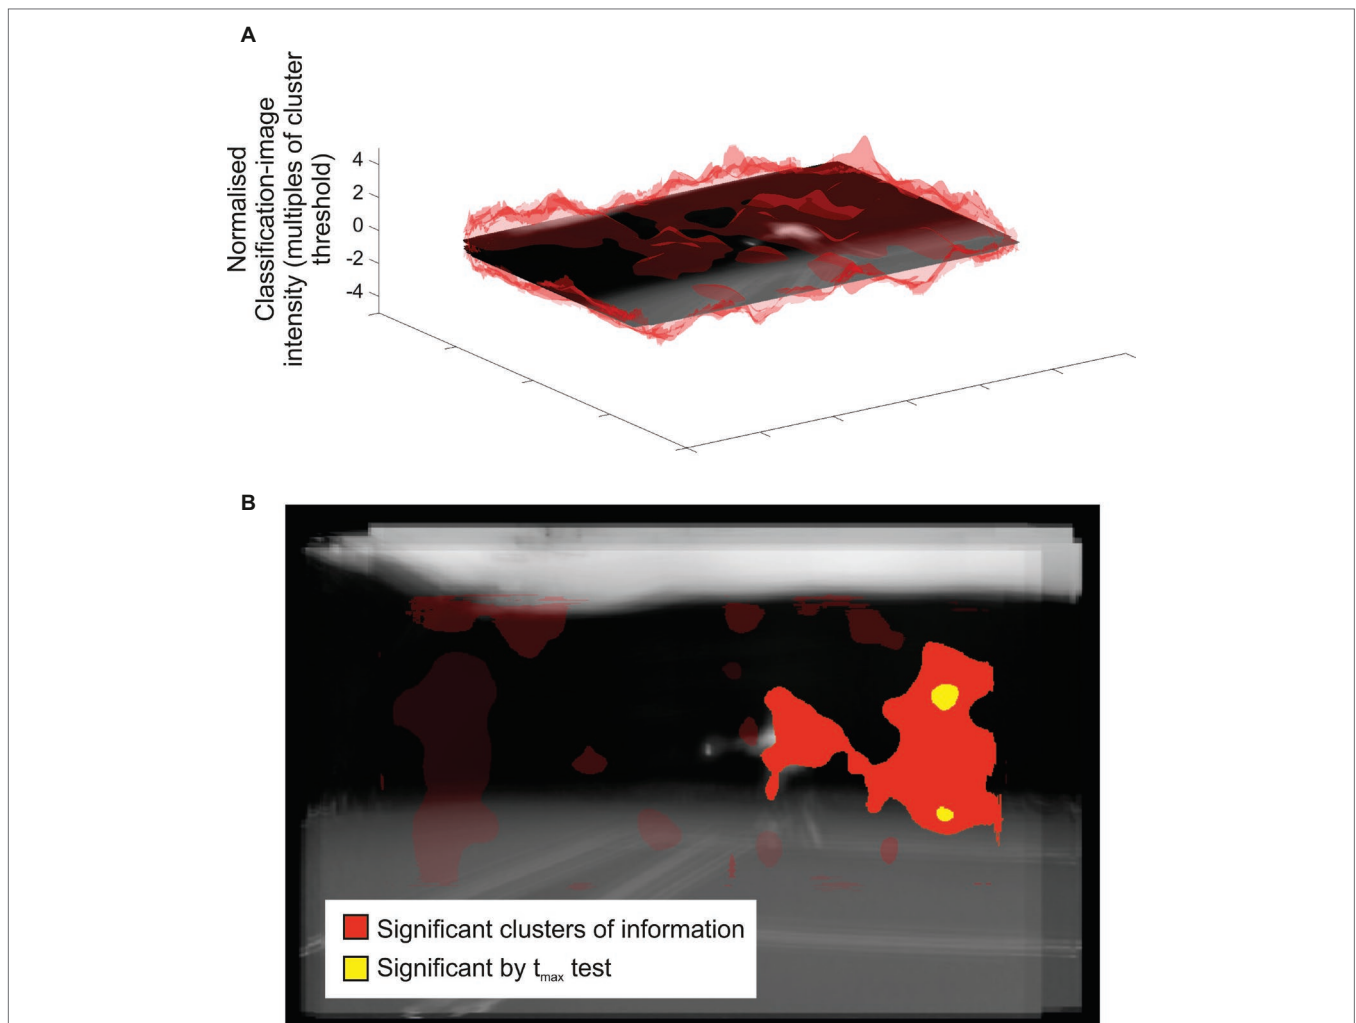 A
Normalised
Classification-image
intensity (multiples of cluster
threshold)
4
2
0
-2
-4
B
Significant clusters of information
Significant by tmax test